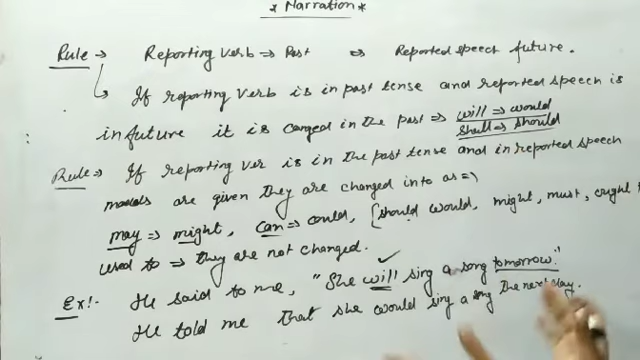 * Narration *
Rule → Reporting verb ⇒ Past ⇔ Reported speech future.
↳ If reporting verb is in past tense and reported speech is
in future it is canged in the past ⇒ will ⇒ would
shall ⇒ should
Rule → If reporting ver is in the past tense and in reported speech
modals are given they are changed into as ⇒
may ⇒ might, can ⇒ could, [should would, might, must, ought
used to ⇒ they are not changed.
Ex!- He said to me, "She will sing a song tomorrow."
He told me that she would sing a song the next day.